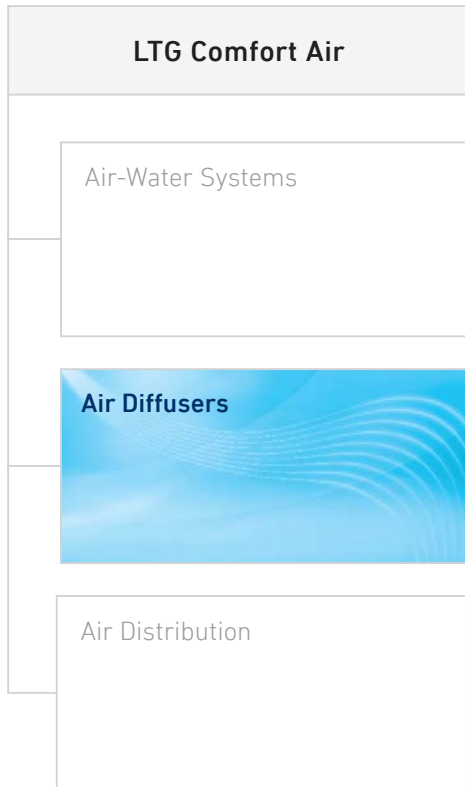 LTG Comfort Air
Air-Water Systems
Air Diffusers
Air Distribution